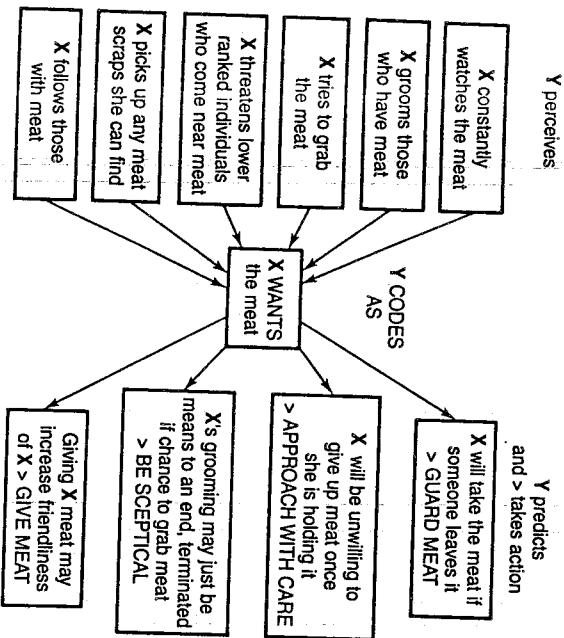 Y perceives
X constantly
watches the meat
X grooms those
who have meat
X tries to grab
the meat
X threatens lower
ranked individuals
who come near meat
X picks up any meat
scraps she can find
X follows those
with meat
Y CODES
AS
X WANTS
the meat
Y predicts
and > takes action
X will take the meat if
someone leaves it
> GUARD MEAT
X will be unwilling to
give up meat once
she is holding it
> APPROACH WITH CARE
X's grooming may just be
means to an end, terminated
if chance to grab meat
> BE SCEPTICAL
Giving X meat may
increase friendliness
of X > GIVE MEAT